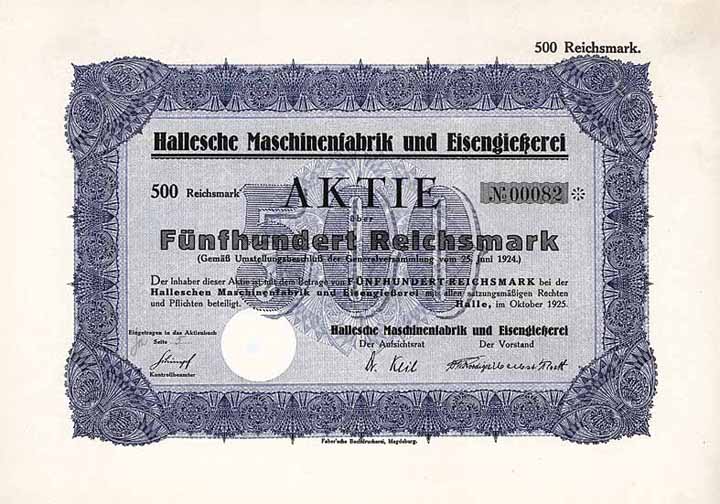 500 Reichsmark.
Hallesche Maschinenfabrik und Eisengießerei
500 Reichsmark AKTIE № 00082
500
über
Fünfhundert Reichsmark
(Gemäß Umstellungsbeschluß der Generalversammlung vom 25. Juni 1924.)
Der Inhaber dieser Aktie ist mit dem Betrage von FÜNFHUNDERT REICHSMARK bei der
Halleschen Maschinenfabrik und Eisengießerei mit allen satzungsmäßigen Rechten
und Pflichten beteiligt. Halle, im Oktober 1925.
Eingetragen in das Aktienbuch
Seite 5
Kontrollbeamter
Hallesche Maschinenfabrik und Eisengießerei
Der Aufsichtsrat Der Vorstand
Dr. Keil
Faber'sche Buchdruckerei, Magdeburg.